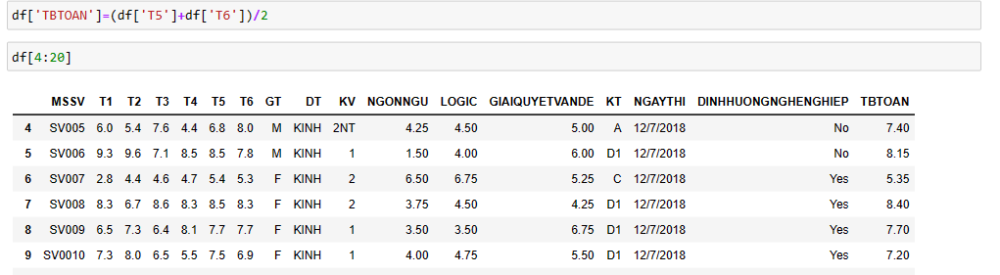 df['TBTOAN']=(df['T5']+df['T6'])/2
df[4:20]
MSSV T1 T2 T3 T4 T5 T6 GT DT KV NGONNGU LOGIC GIAIQUYETVANDE KT NGAYTHI DINHHUONGNGHENGHIEP TBTOAN
4 SV005 6.0 5.4 7.6 4.4 6.8 8.0 M KINH 2NT 4.25 4.50 5.00 A 12/7/2018 No 7.40
5 SV006 9.3 9.6 7.1 8.5 8.5 7.8 M KINH 1 1.50 4.00 6.00 D1 12/7/2018 No 8.15
6 SV007 2.8 4.4 4.6 4.7 5.4 5.3 F KINH 2 6.50 6.75 5.25 C 12/7/2018 Yes 5.35
7 SV008 8.3 6.7 8.6 8.3 8.5 8.3 F KINH 2 3.75 4.50 4.25 D1 12/7/2018 Yes 8.40
8 SV009 6.5 7.3 6.4 8.1 7.7 7.7 F KINH 1 3.50 3.50 6.75 D1 12/7/2018 Yes 7.70
9 SV0010 7.3 8.0 6.5 5.5 7.5 6.9 F KINH 1 4.00 4.75 5.50 D1 12/7/2018 Yes 7.20